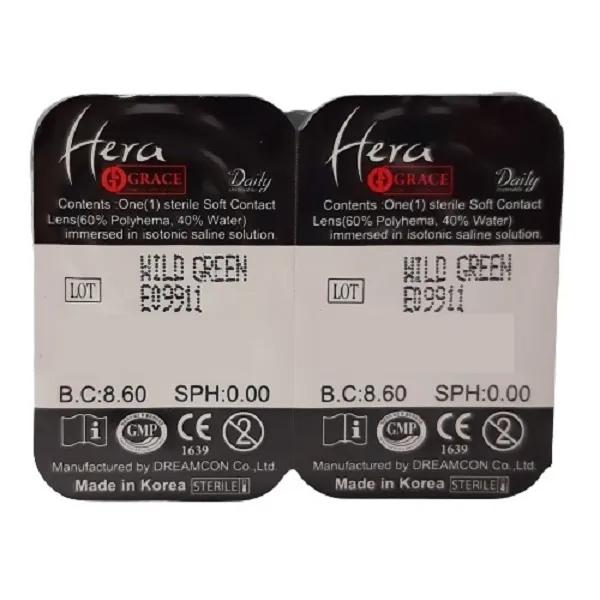 Hera
GRACE
Daily
Contents :One(1) sterile Soft Contact
Lens(60% Polyhema, 40% Water)
immersed in isotonic saline solution.
WILD GREEN
LOT
E09911
B.C:8.60 SPH:0.00
i GMP CE 2
1639
Manufactured by DREAMCON Co.,Ltd.
Made in Korea STERILE
Hera
GRACE
Daily
Contents :One(1) sterile Soft Contact
Lens(60% Polyhema, 40% Water)
immersed in isotonic saline solution.
WILD GREEN
LOT
E09911
B.C:8.60 SPH:0.00
i GMP CE 2
1639
Manufactured by DREAMCON Co.,Ltd.
Made in Korea STERILE